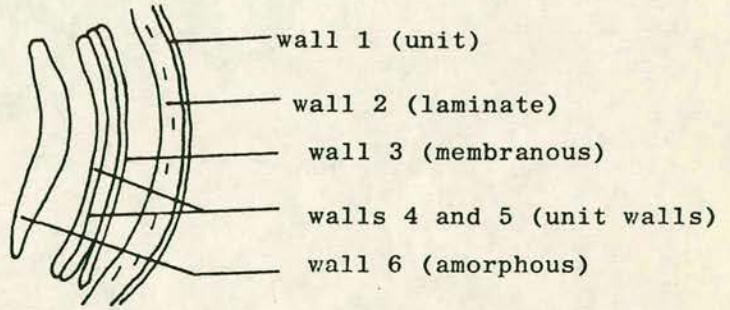 wall 1 (unit)
wall 2 (laminate)
wall 3 (membranous)
walls 4 and 5 (unit walls)
wall 6 (amorphous)